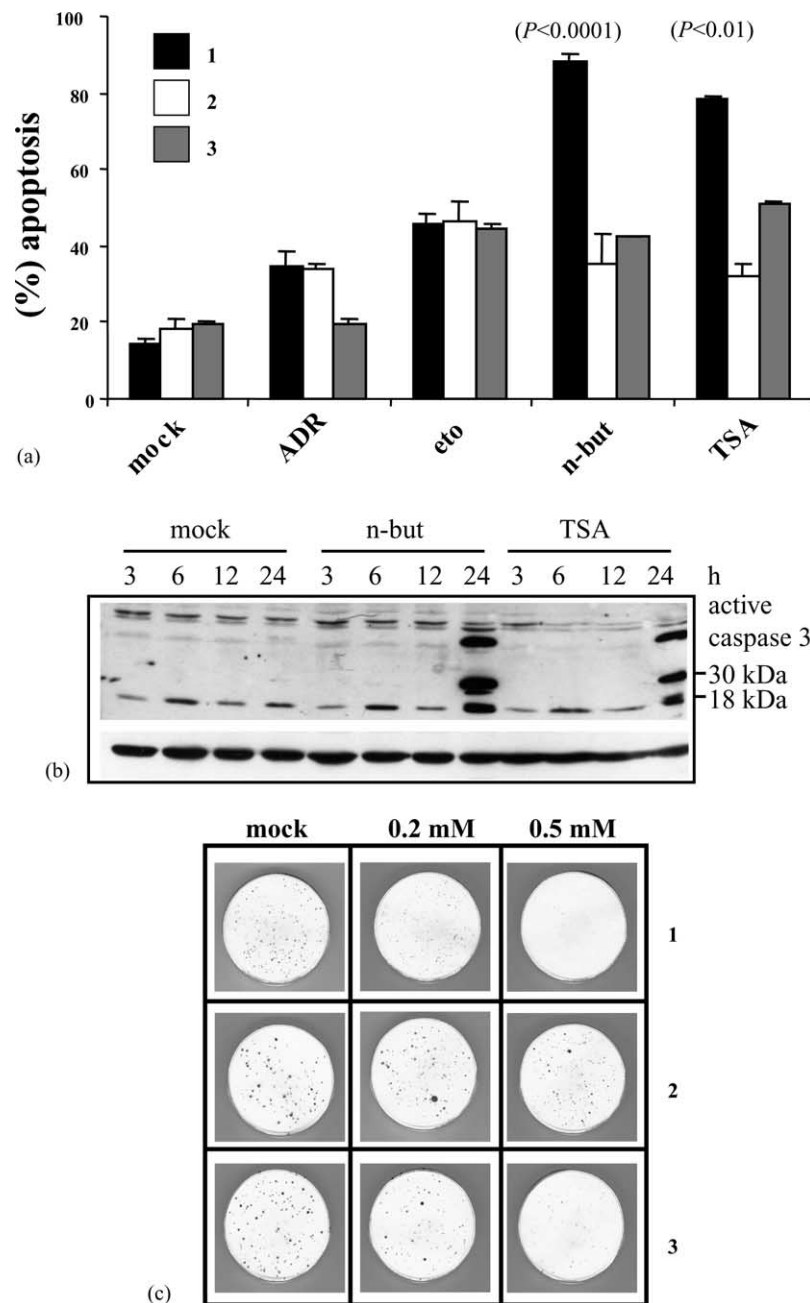 100
80
60
40
20
0
(%) apoptosis
1
2
3
(P<0.0001) (P<0.01)
mock ADR eto n-but TSA
(a)
mock n-but TSA
3 6 12 24 3 6 12 24 3 6 12 24 h
active
caspase 3
30 kDa
18 kDa
(b)
mock 0.2 mM 0.5 mM
1
2
3
(c)